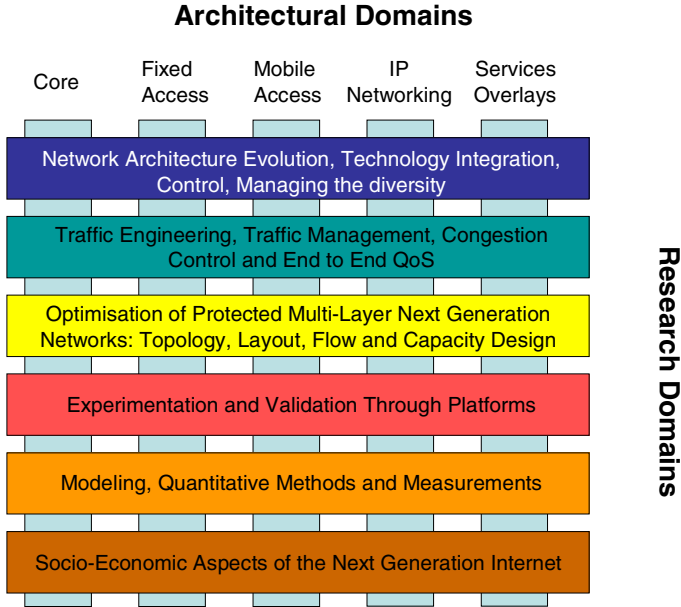 Architectural Domains
Core
Fixed
Access
Mobile
Access
IP
Networking
Services
Overlays
Network Architecture Evolution, Technology Integration,
Control, Managing the diversity
Traffic Engineering, Traffic Management, Congestion
Control and End to End QoS
Optimisation of Protected Multi-Layer Next Generation
Networks: Topology, Layout, Flow and Capacity Design
Experimentation and Validation Through Platforms
Modeling, Quantitative Methods and Measurements
Socio-Economic Aspects of the Next Generation Internet
Research Domains